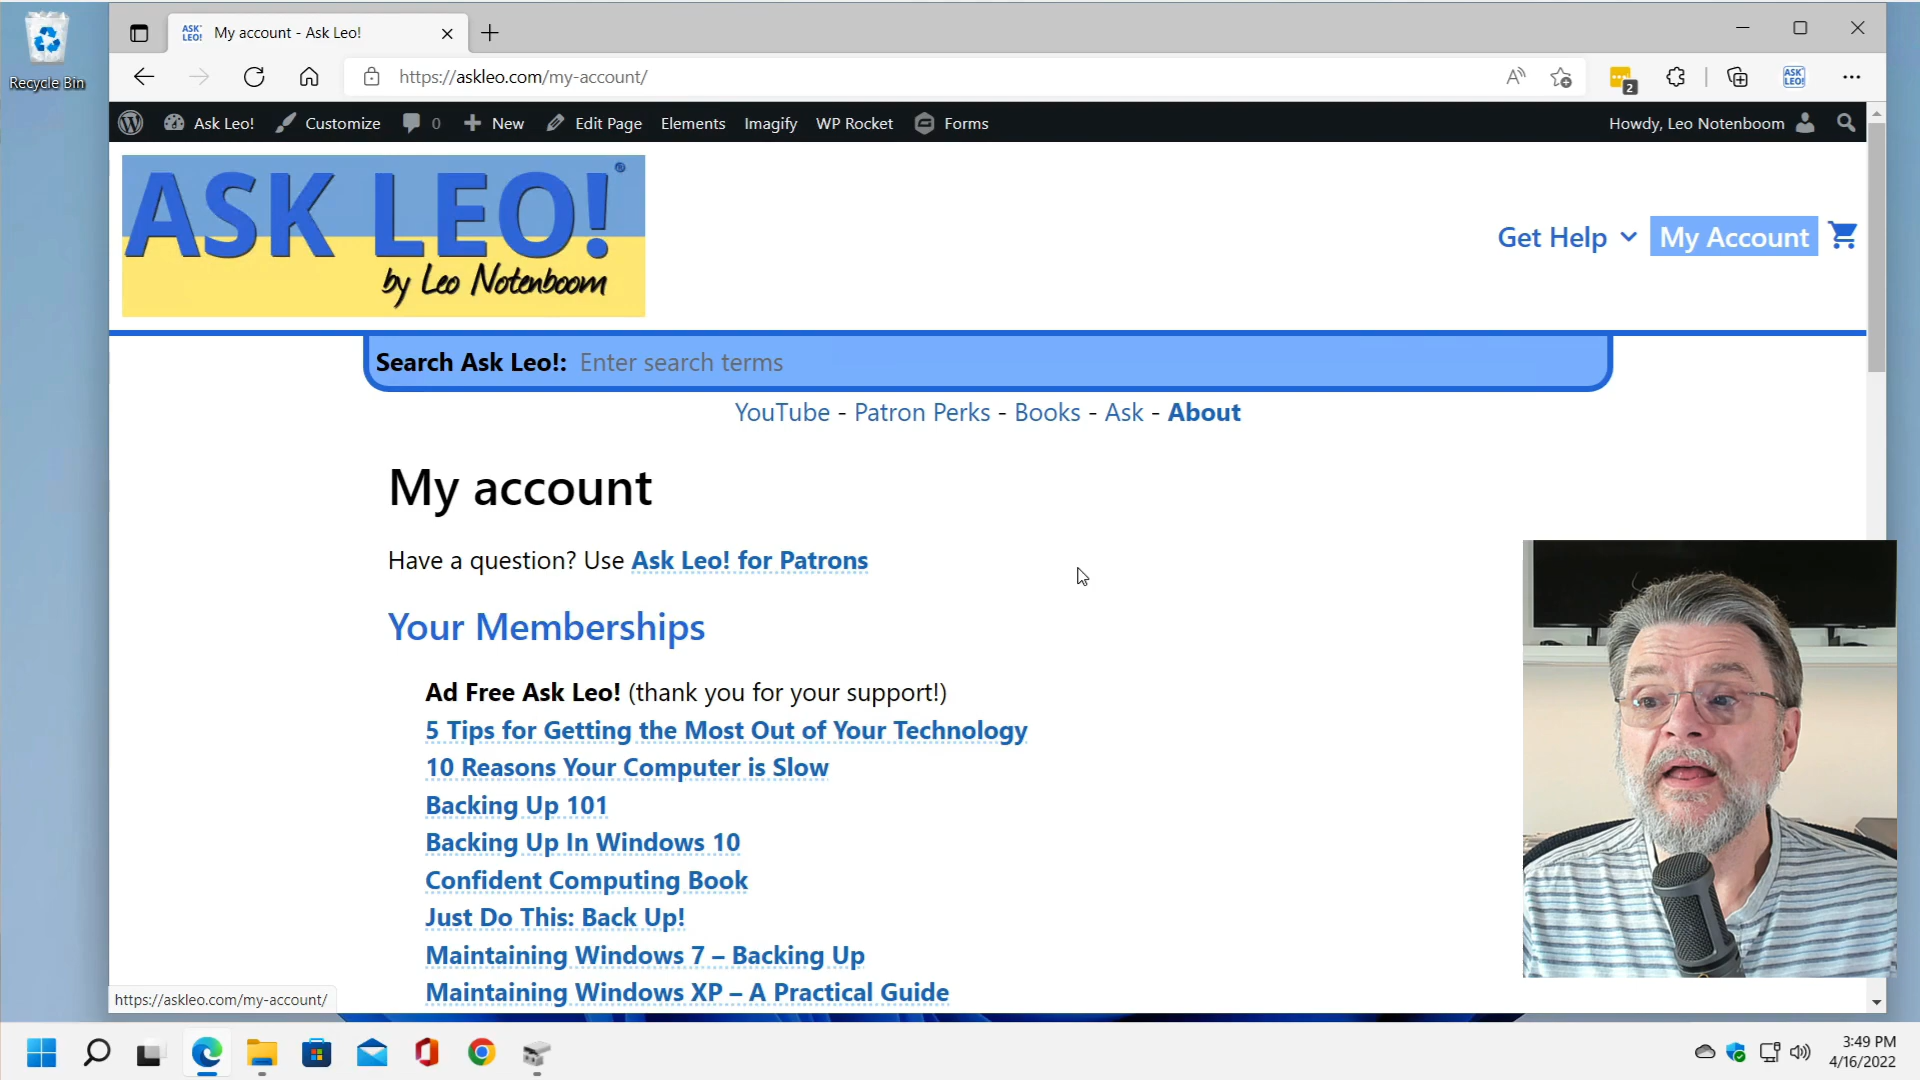 Recycle Bin
ASK LEO! My account - Ask Leo!
https://askleo.com/my-account/
2
ASK LEO!
Ask Leo! Customize 0 New Edit Page Elements Imagify WP Rocket Forms Howdy, Leo Notenboom
ASK LEO!®
by Leo Notenboom
Get Help My Account
Search Ask Leo!: Enter search terms
YouTube - Patron Perks - Books - Ask - About
My account
Have a question? Use Ask Leo! for Patrons
Your Memberships
Ad Free Ask Leo! (thank you for your support!)
5 Tips for Getting the Most Out of Your Technology
10 Reasons Your Computer is Slow
Backing Up 101
Backing Up In Windows 10
Confident Computing Book
Just Do This: Back Up!
Maintaining Windows 7 – Backing Up
Maintaining Windows XP – A Practical Guide
https://askleo.com/my-account/
3:49 PM
4/16/2022